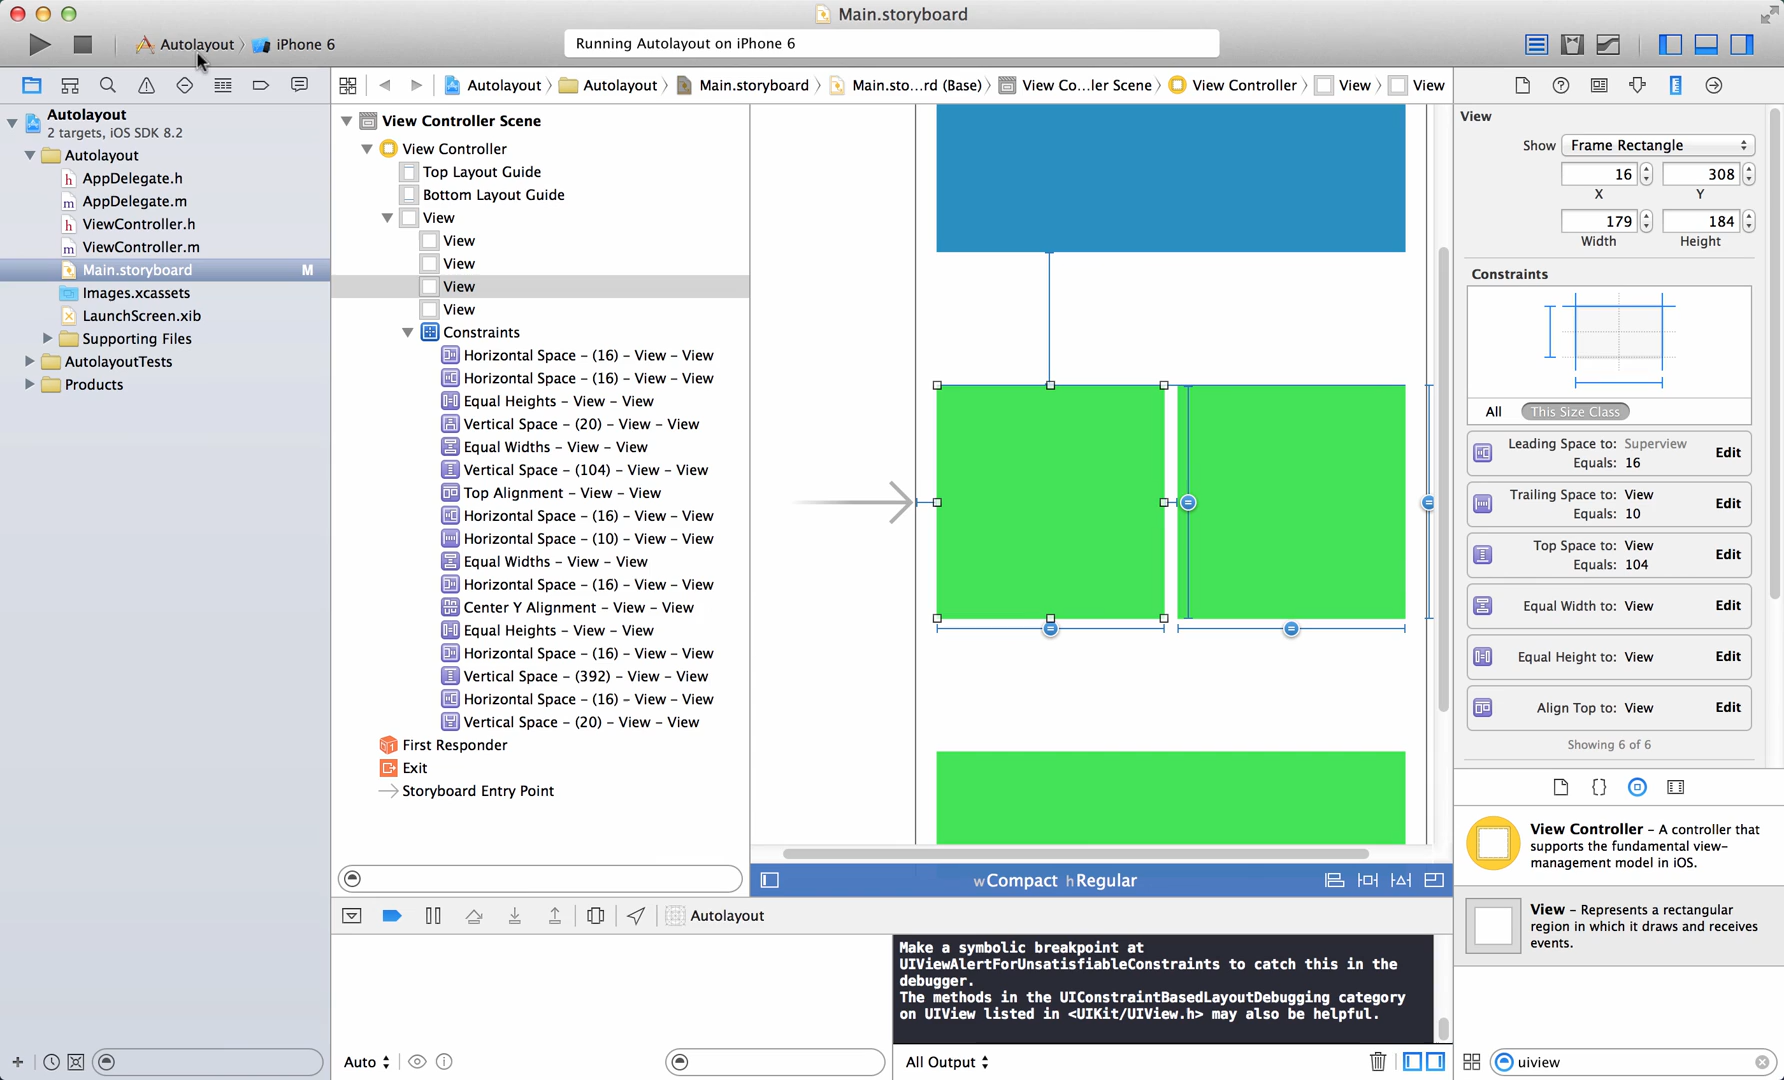 Main.storyboard
Autolayout
iPhone 6
Running Autolayout on iPhone 6
Autolayout
Autolayout
Main.storyboard
Main.sto...rd (Base)
View Co...ler Scene
View Controller
View
View
Autolayout
2 targets, iOS SDK 8.2
Autolayout
h AppDelegate.h
m AppDelegate.m
h ViewController.h
m ViewController.m
Main.storyboard M
Images.xcassets
LaunchScreen.xib
Supporting Files
AutolayoutTests
Products
View Controller Scene
View Controller
Top Layout Guide
Bottom Layout Guide
View
View
View
View
View
Constraints
Horizontal Space - (16) - View - View
Horizontal Space - (16) - View - View
Equal Heights - View - View
Vertical Space - (20) - View - View
Equal Widths - View - View
Vertical Space - (104) - View - View
Top Alignment - View - View
Horizontal Space - (16) - View - View
Horizontal Space - (10) - View - View
Equal Widths - View - View
Horizontal Space - (16) - View - View
Center Y Alignment - View - View
Equal Heights - View - View
Horizontal Space - (16) - View - View
Vertical Space - (392) - View - View
Horizontal Space - (16) - View - View
Vertical Space - (20) - View - View
First Responder
Exit
Storyboard Entry Point
wCompact hRegular
Autolayout
Make a symbolic breakpoint at
UIViewAlertForUnsatisfiableConstraints to catch this in the
debugger.
The methods in the UIConstraintBasedLayoutDebugging category
on UIView listed in <UIKit/UIView.h> may also be helpful.
Auto
All Output
View
Show Frame Rectangle
16 308
X Y
179 184
Width Height
Constraints
All This Size Class
Leading Space to: Superview
Equals: 16
Edit
Trailing Space to: View
Equals: 10
Edit
Top Space to: View
Equals: 104
Edit
Equal Width to: View Edit
Equal Height to: View Edit
Align Top to: View Edit
Showing 6 of 6
View Controller - A controller that
supports the fundamental view-
management model in iOS.
View - Represents a rectangular
region in which it draws and receives
events.
uiview